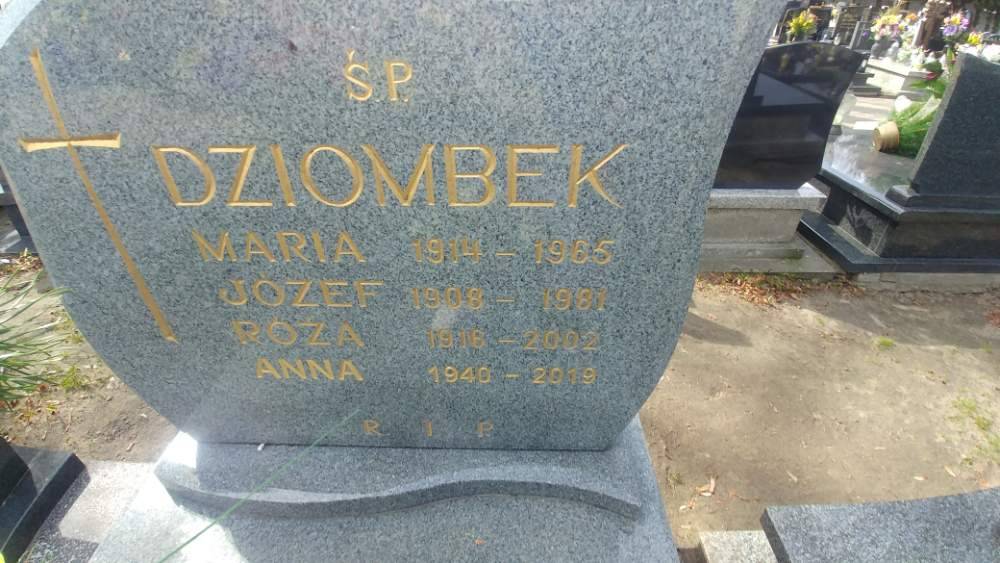 Ś.P.
DZIOMBEK
MARIA 1914 – 1965
JÓZEF 1908 – 1981
RÓŻA 1916 – 2002
ANNA 1940 – 2019
R I P